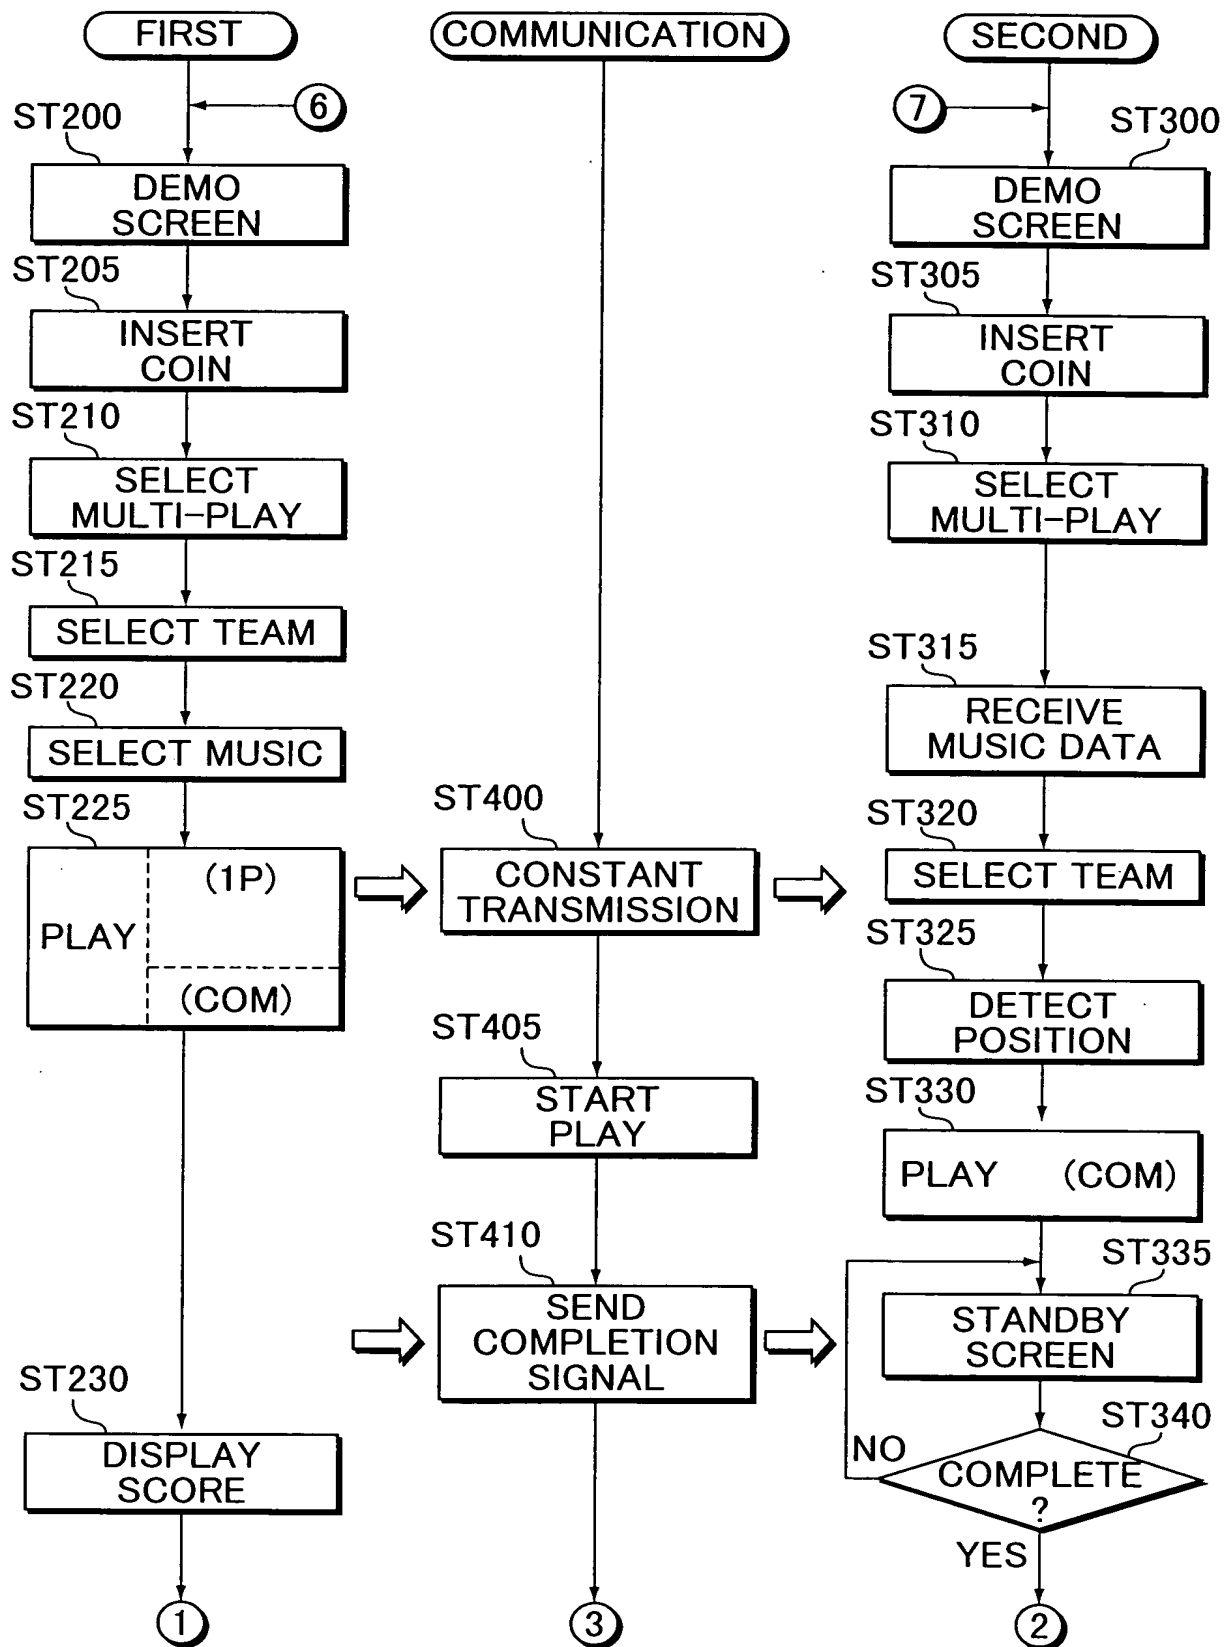 FIRST
6
ST200
DEMO
SCREEN
ST205
INSERT
COIN
ST210
SELECT
MULTI-PLAY
ST215
SELECT TEAM
ST220
SELECT MUSIC
ST225
PLAY
(1P)
(COM)
ST230
DISPLAY
SCORE
1
COMMUNICATION
ST400
CONSTANT
TRANSMISSION
ST405
START
PLAY
ST410
SEND
COMPLETION
SIGNAL
3
SECOND
7
ST300
DEMO
SCREEN
ST305
INSERT
COIN
ST310
SELECT
MULTI-PLAY
ST315
RECEIVE
MUSIC DATA
ST320
SELECT TEAM
ST325
DETECT
POSITION
ST330
PLAY (COM)
ST335
STANDBY
SCREEN
ST340
NO
COMPLETE
?
YES
2